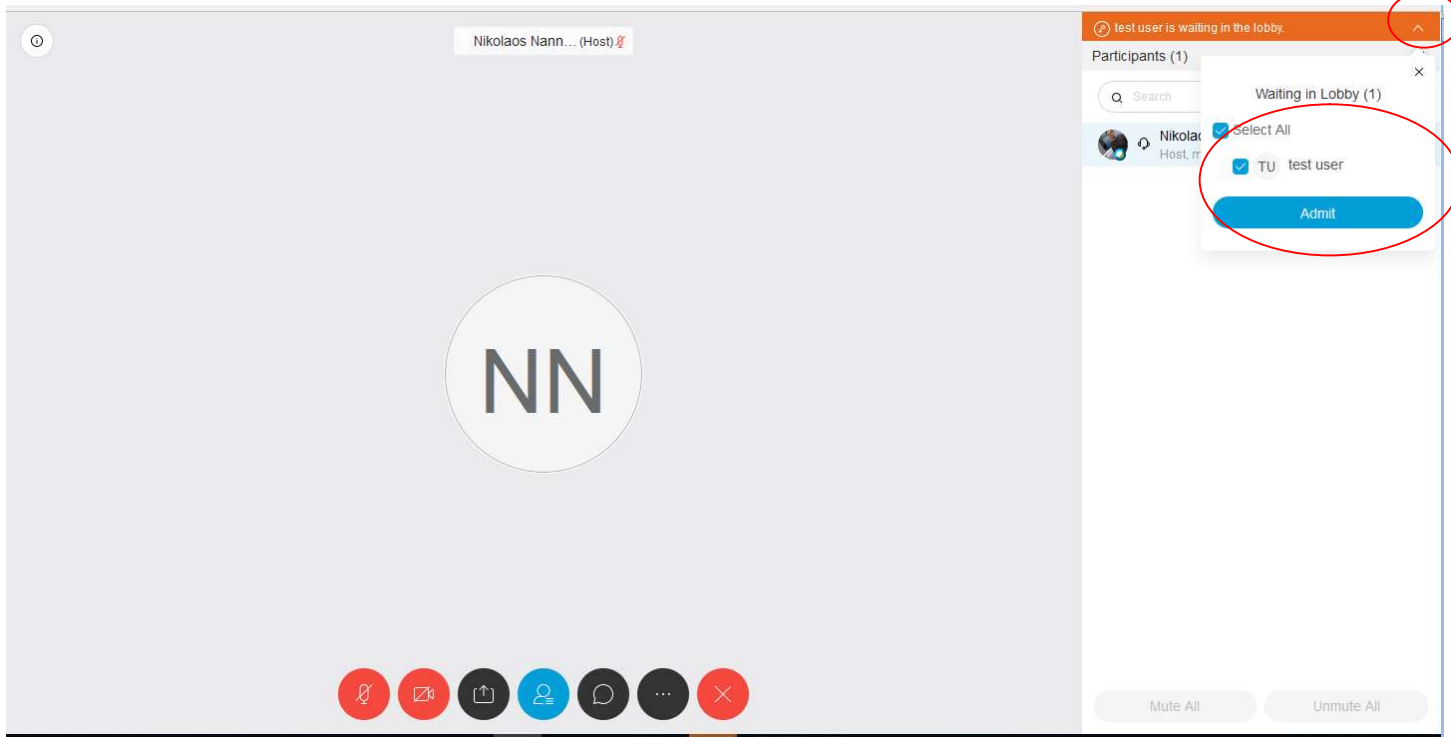 Nikolaos Nann... (Host)
test user is waiting in the lobby.
Participants (1)
Search
Waiting in Lobby (1)
Nikolac
Host, m
Select All
TU test user
Admit
NN
Mute All
Unmute All